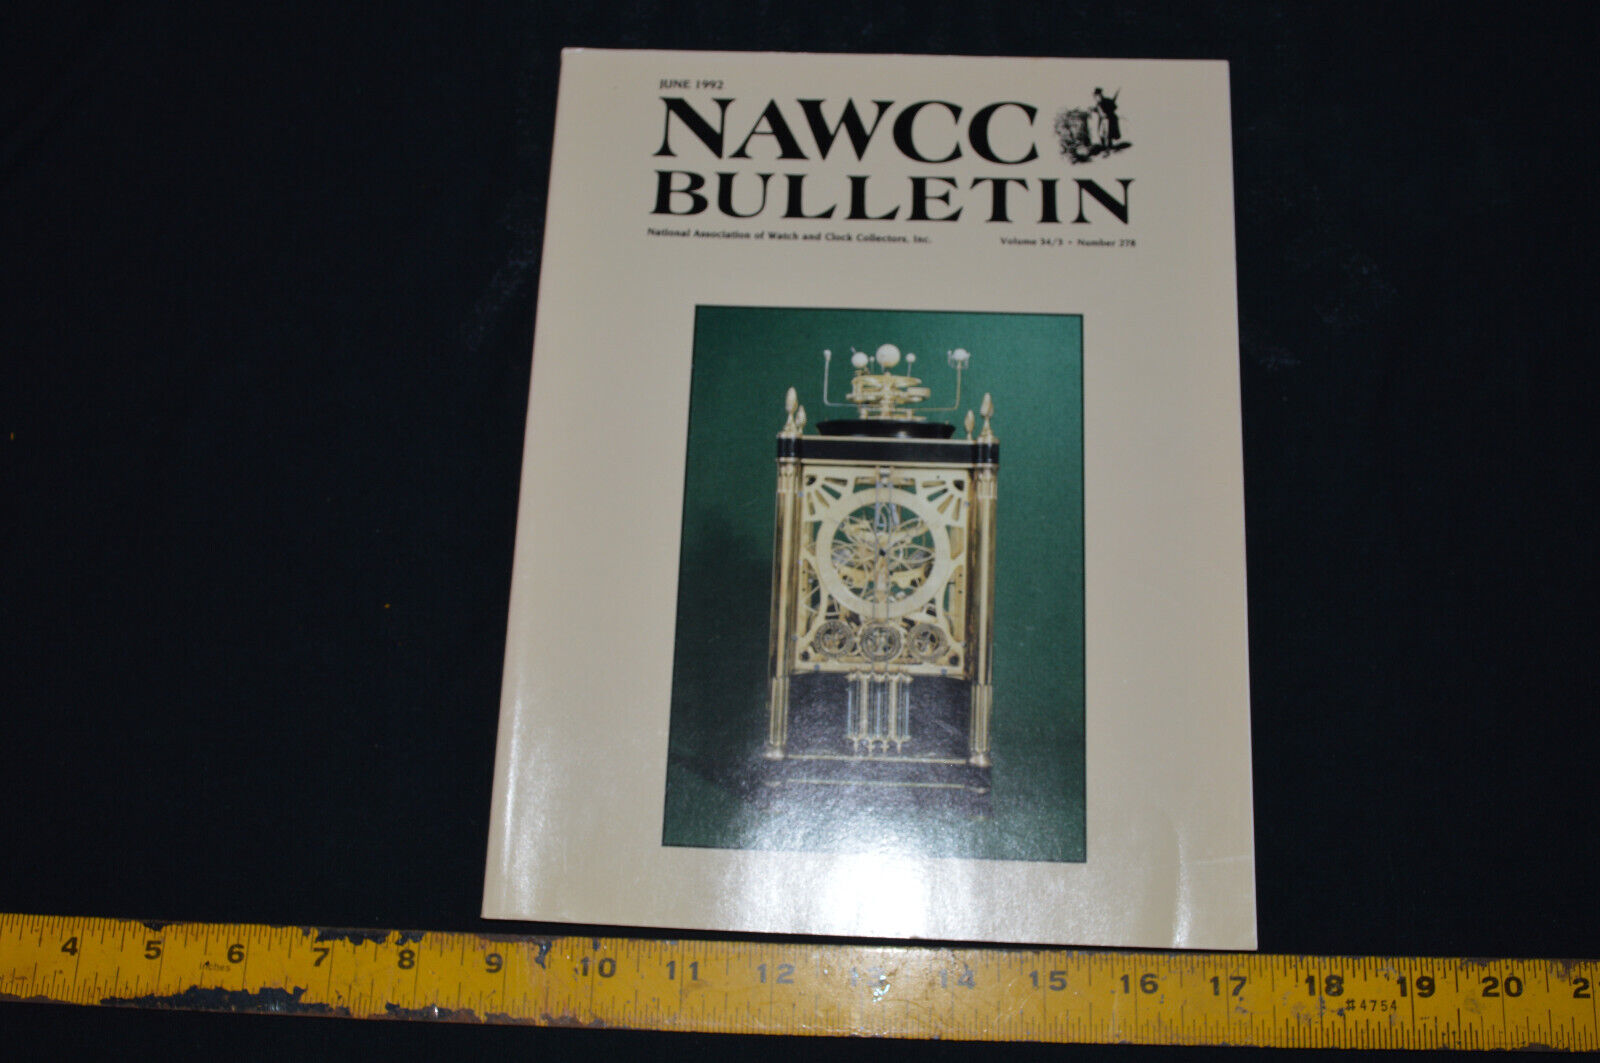 JUNE 1992
NAWCC
BULLETIN
National Association of Watch and Clock Collectors, Inc. Volume 34/3 • Number 278
4 5 6 7 8 9 10 11 12 13 14 15 16 17 18 19 20 2
inches
#4754